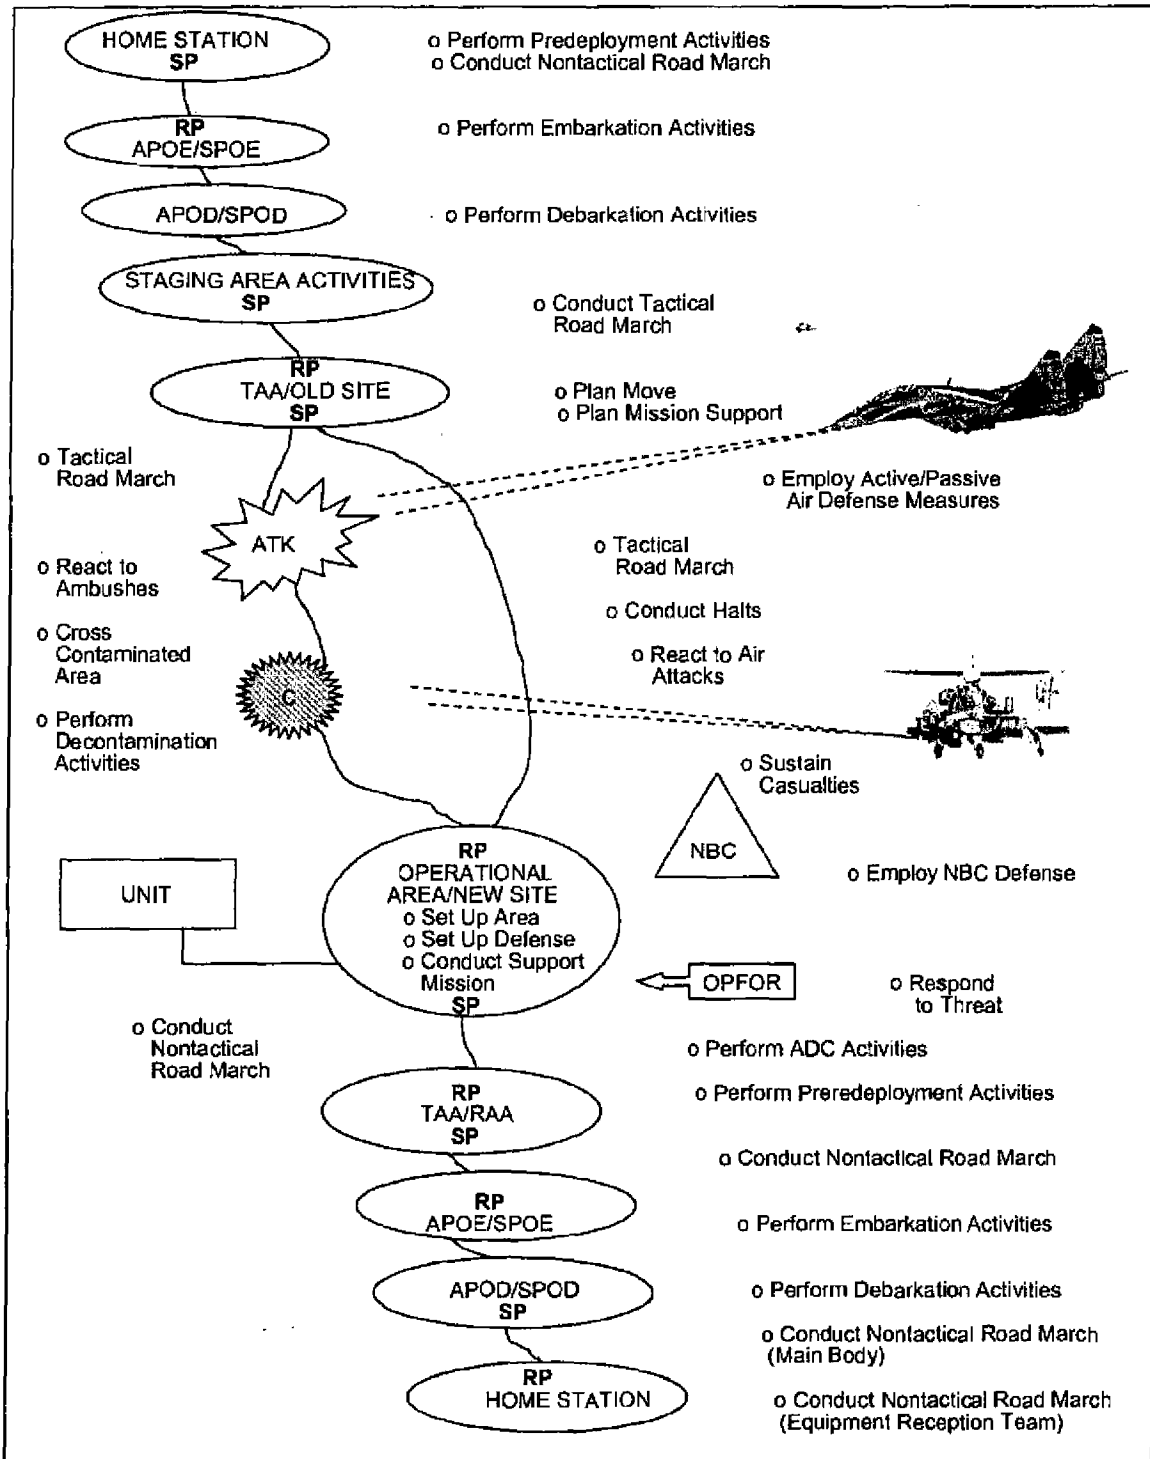 HOME STATION
SP
o Perform Predeployment Activities
o Conduct Nontactical Road March
RP
APOE/SPOE
o Perform Embarkation Activities
APOD/SPOD
o Perform Debarkation Activities
STAGING AREA ACTIVITIES
SP
o Conduct Tactical
Road March
RP
TAA/OLD SITE
SP
o Plan Move
o Plan Mission Support
o Tactical
Road March
o Employ Active/Passive
Air Defense Measures
ATK
o Tactical
Road March
o React to
Ambushes
o Conduct Halts
o Cross
Contaminated
Area
o React to Air
Attacks
C
o Perform
Decontamination
Activities
o Sustain
Casualties
NBC
o Employ NBC Defense
UNIT
RP
OPERATIONAL
AREA/NEW SITE
o Set Up Area
o Set Up Defense
o Conduct Support
Mission
SP
OPFOR
o Respond
to Threat
o Conduct
Nontactical
Road March
o Perform ADC Activities
RP
TAA/RAA
SP
o Perform Preredeployment Activities
o Conduct Nontactical Road March
RP
APOE/SPOE
o Perform Embarkation Activities
APOD/SPOD
SP
o Perform Debarkation Activities
o Conduct Nontactical Road March
(Main Body)
RP
HOME STATION
o Conduct Nontactical Road March
(Equipment Reception Team)